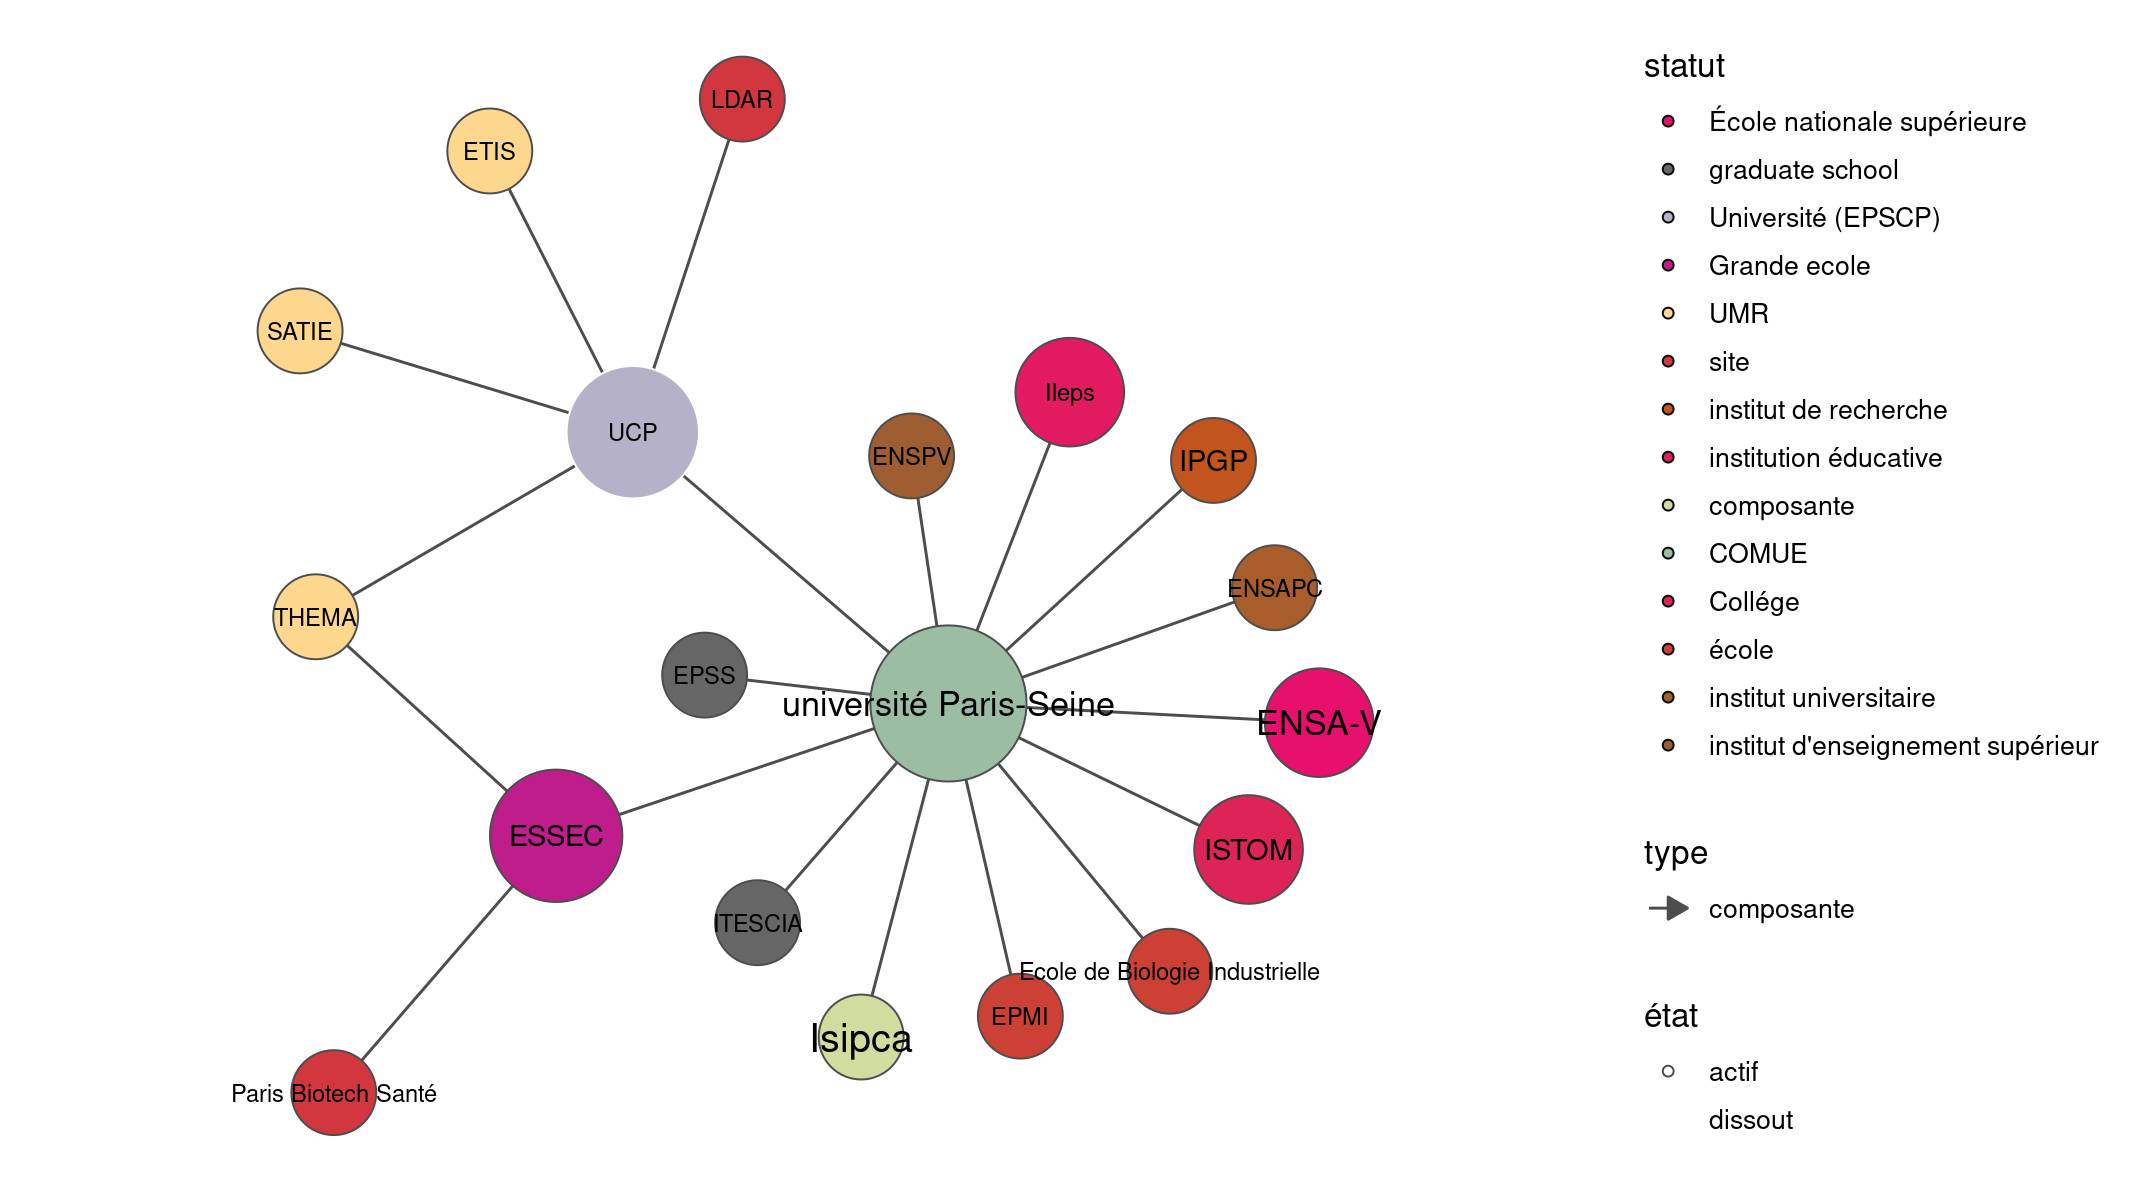 LDAR
ETIS
SATIE
UCP
Ileps
ENSPV
IPGP
ENSAPC
THEMA
EPSS
université Paris-Seine
ENSA-V
ESSEC
ISTOM
ITESCIA
Ecole de Biologie Industrielle
EPMI
Isipca
Paris Biotech Santé
statut
École nationale supérieure
graduate school
Université (EPSCP)
Grande ecole
UMR
site
institut de recherche
institution éducative
composante
COMUE
Collége
école
institut universitaire
institut d'enseignement supérieur
type
composante
état
actif
dissout